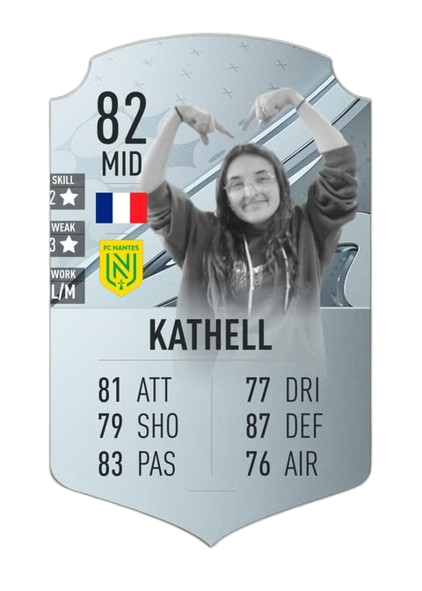 82
MID
SKILL
2 ★
WEAK
3 ★
WORK
L/M
FC NANTES
N
KATHELL
81 ATT
79 SHO
83 PAS
77 DRI
87 DEF
76 AIR